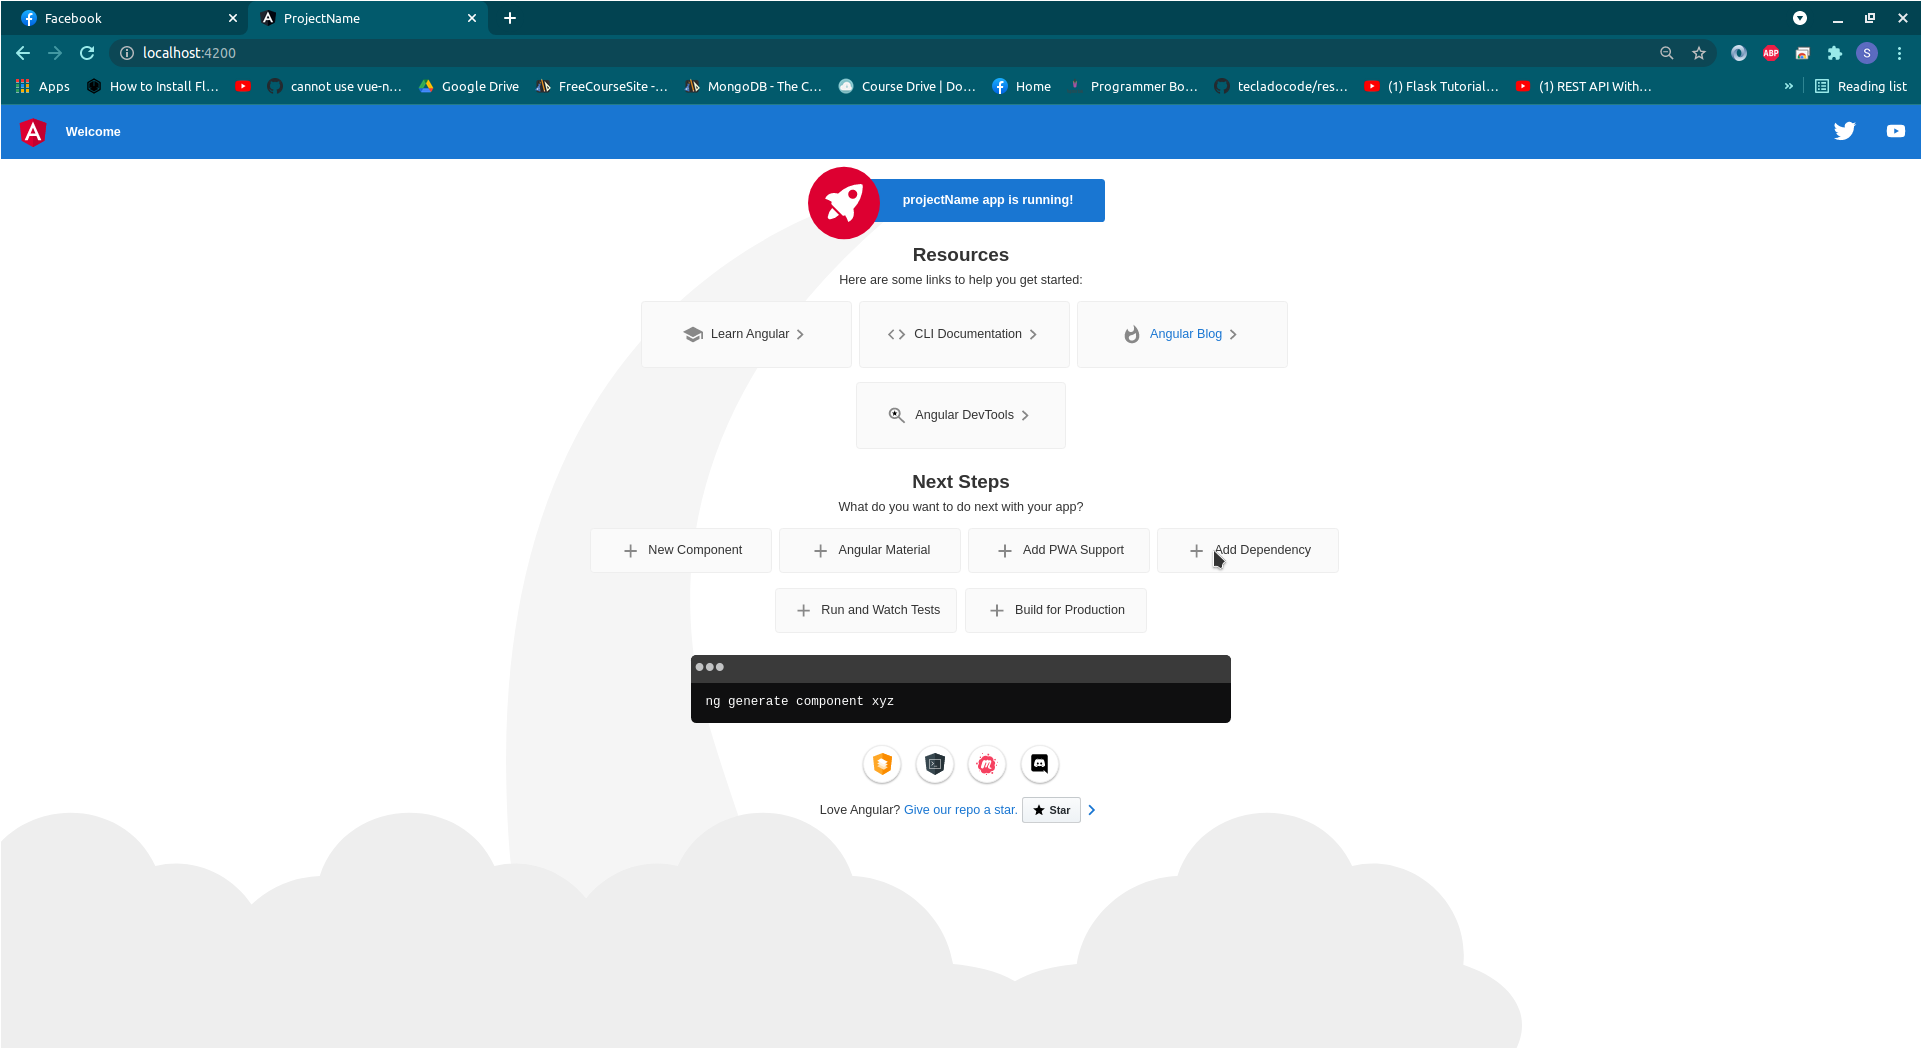 Facebook
ProjectName
localhost:4200
ABP
S
Apps
How to Install Fl...
cannot use vue-n...
Google Drive
FreeCourseSite -...
MongoDB - The C...
Course Drive | Do...
Home
Programmer Bo...
tecladocode/res...
(1) Flask Tutorial...
(1) REST API With...
»
Reading list
A
Welcome
projectName app is running!
Resources
Here are some links to help you get started:
Learn Angular
CLI Documentation
Angular Blog
Angular DevTools
Next Steps
What do you want to do next with your app?
New Component
Angular Material
Add PWA Support
Add Dependency
Run and Watch Tests
Build for Production
ng generate component xyz
m
Love Angular? Give our repo a star. Star